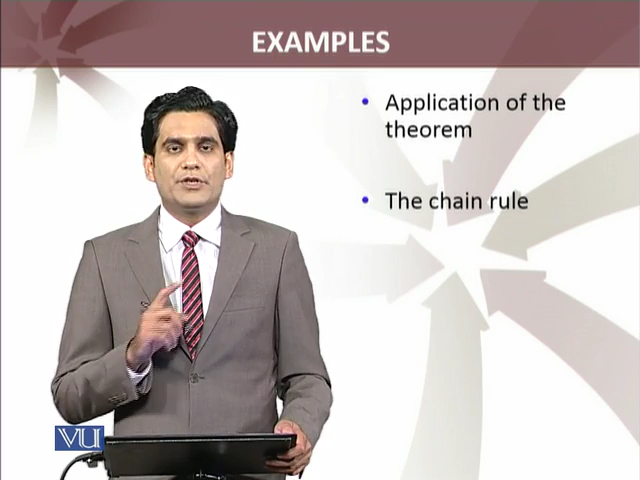 EXAMPLES
• Application of the
theorem
• The chain rule
VU